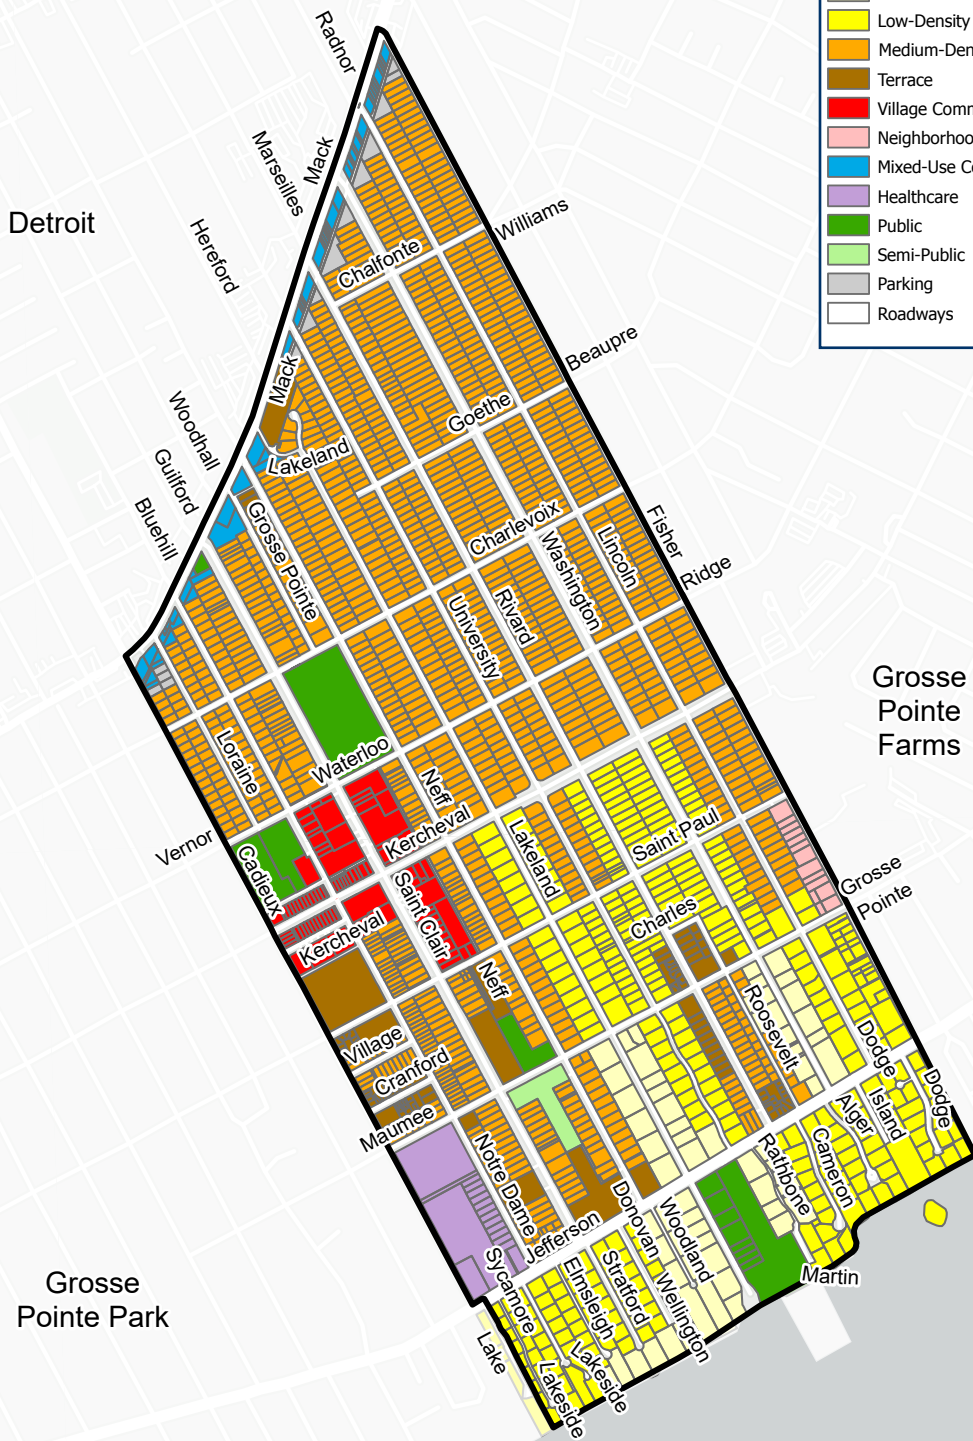 Low-Density
Medium-Den
Terrace
Village Comm
Neighborhoo
Mixed-Use Co
Healthcare
Public
Semi-Public
Parking
Roadways
Radnor
Mack
Marseilles
Detroit
Hereford
Williams
Chalfonte
Beaupre
Mack
Goethe
Woodhall
Lakeland
Guilford
Bluehill
Grosse Pointe
Charlevoix
Fisher
Lincoln
Washington
Ridge
Rivard
University
Grosse
Pointe
Farms
Loraine
Waterloo
Neff
Vernor
Kercheval
Saint Paul
Lakeland
Cadieux
Grosse
Pointe
Saint Clair
Charles
Kercheval
Neff
Roosevelt
Village
Dodge
Cranford
Dodge
Island
Alger
Maumee
Notre Dame
Cameron
Rathbone
Donovan
Jefferson
Woodland
Sycamore
Elmsleigh
Stratford
Martin
Wellington
Grosse
Pointe Park
Lake
Lakeside
Lakeside